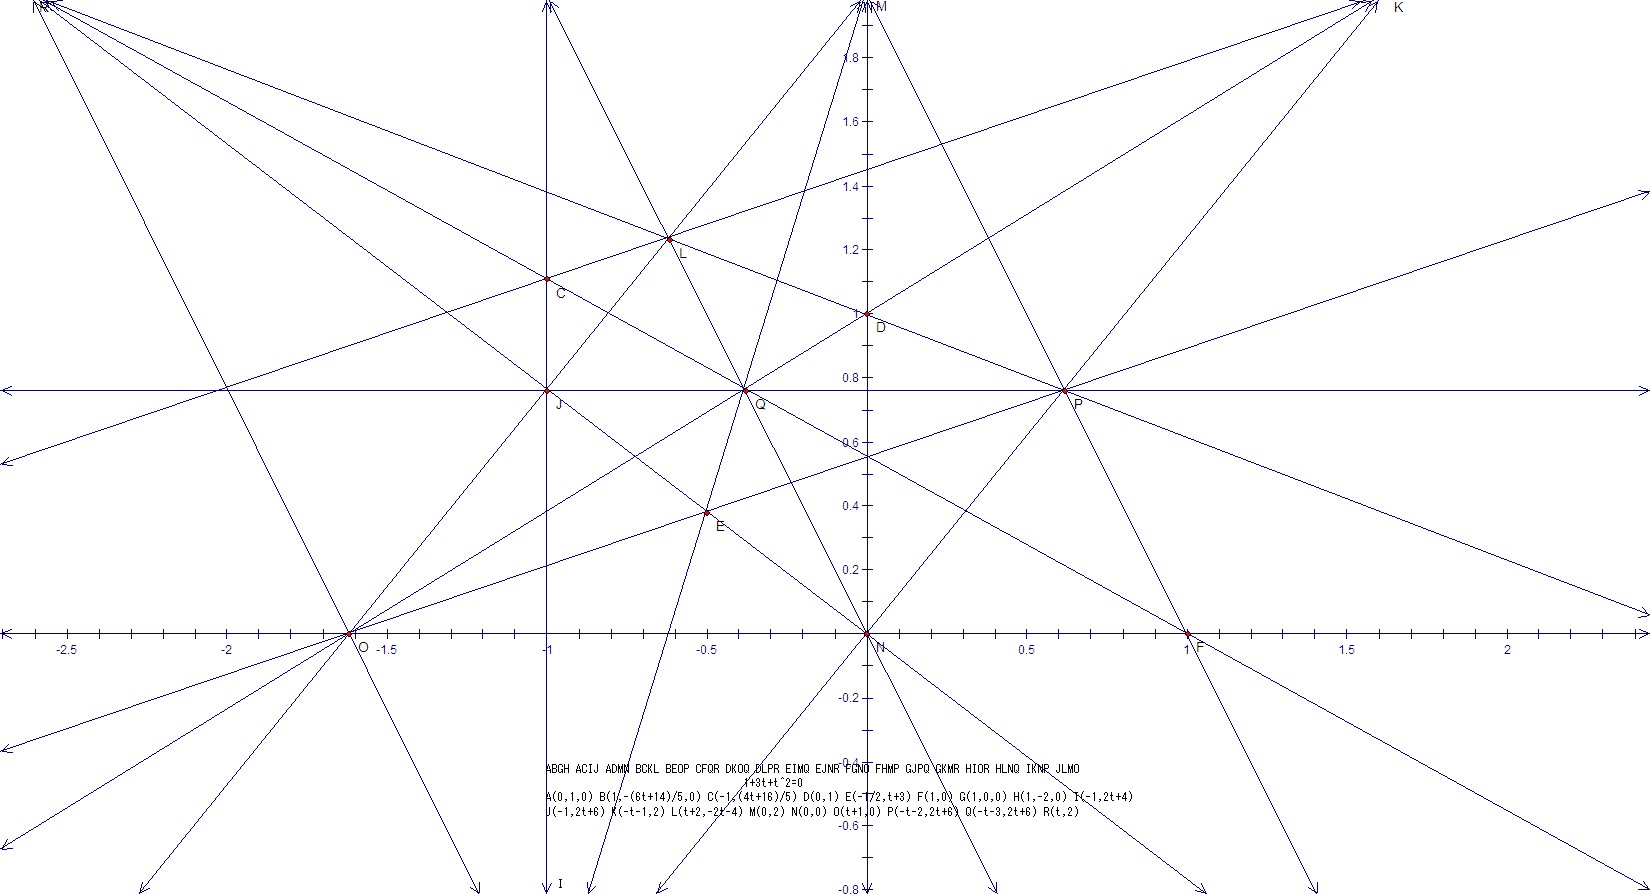 R M K
1.8
1.6
1.4
1.2
L
C
1
D
0.8
J Q P
0.6
0.4
E
0.2
-2.5 -2 O -1.5 -1 -0.5 N 0.5 1 F 1.5 2
-0.2
-0.4
ABGH ACIJ ADMN BCKL BEOP CFQR DKOQ DLPR EIMQ EJNR FGNO FHMP GJPQ GKMR HIOR HLNQ IKNP JLMO
1+3t+t^2=0
A(0,1,0) B(1,-(6t+14)/5,0) C(-1,(4t+16)/5) D(0,1) E(-1/2,t+3) F(1,0) G(1,0,0) H(1,-2,0) I(-1,2t+4)
J(-1,2t+6) K(-t-1,2) L(t+2,-2t-4) M(0,2) N(0,0) O(t+1,0) P(-t-2,2t+6) Q(-t-3,2t+6) R(t,2)
-0.6
I
-0.8